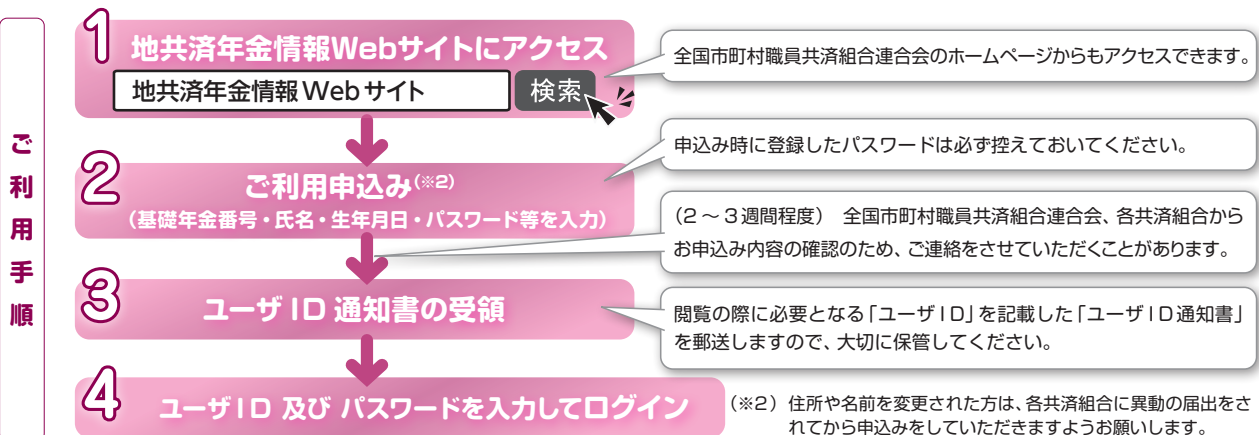 ご利用手順
1
地共済年金情報Webサイトにアクセス
地共済年金情報Webサイト
検索
全国市町村職員共済組合連合会のホームページからもアクセスできます。
2
ご利用申込み(※2)
(基礎年金番号・氏名・生年月日・パスワード等を入力)
申込み時に登録したパスワードは必ず控えておいてください。
(2～3週間程度) 全国市町村職員共済組合連合会、各共済組合から
お申込み内容の確認のため、ご連絡をさせていただくことがあります。
3
ユーザID 通知書の受領
閲覧の際に必要となる「ユーザID」を記載した「ユーザID通知書」
を郵送しますので、大切に保管してください。
4
ユーザID 及び パスワードを入力してログイン
(※2) 住所や名前を変更された方は、各共済組合に異動の届出をさ
れてから申込みをしていただきますようお願いします。